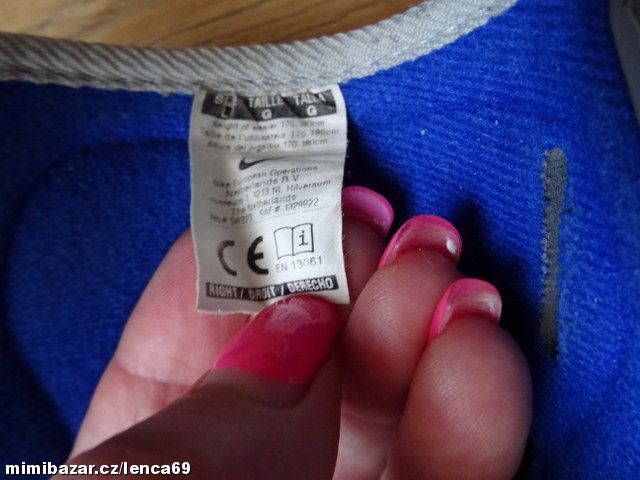 SIZE TAILLE TALLA
L G G
Height of wearer 170 180cm
Taille de l'utilisateur 170 180cm
Altura del jugador 170 180cm
Nike European Operations
Netherlands B V
Colosseum 1, 1213 NL Hilversum
The Netherlands
RN# 56323 SAF# 1329922
CE i
EN 13061
RIGHT / DROIT / DERECHO
mimibazar.cz/lenca69